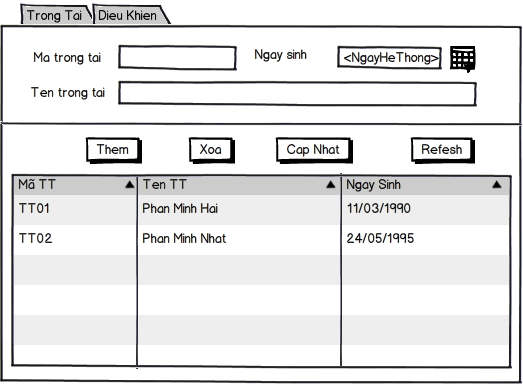 Trong Tai Dieu Khien
Ma trong tai Ngay sinh <NgayHeThong>
Ten trong tai
Them Xoa Cap Nhat Refesh
Mã TT Ten TT Ngay Sinh
TT01 Phan Minh Hai 11/03/1990
TT02 Phan Minh Nhat 24/05/1995